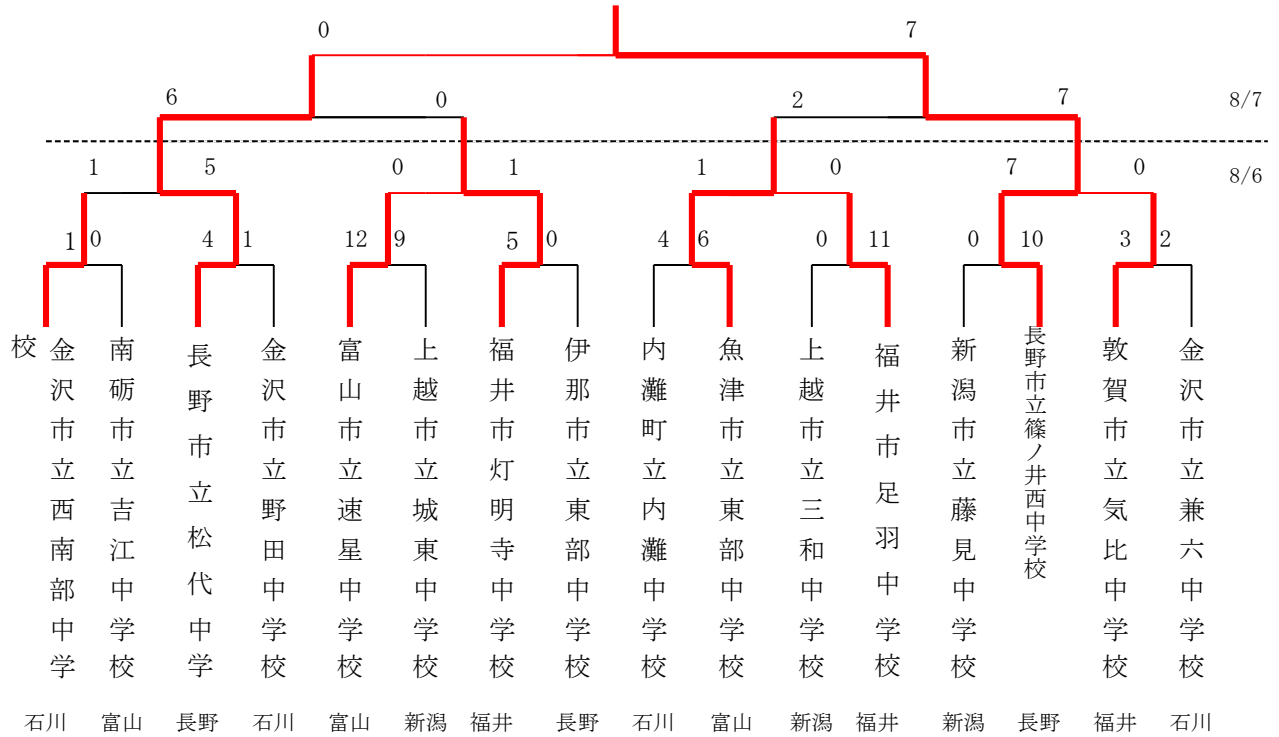 0 7
6 0 2 7 8/7
1 5 0 1 1 0 7 0 8/6
1 0 4 1 12 9 5 0 4 6 0 11 0 10 3 2
金沢市立西南部中学校
南砺市立吉江中学校
長野市立松代中学
金沢市立野田中学校
富山市立速星中学校
上越市立城東中学校
福井市灯明寺中学校
伊那市立東部中学校
内灘町立内灘中学校
魚津市立東部中学校
上越市立三和中学校
福井市足羽中学校
新潟市立藤見中学校
長野市立篠ノ井西中学校
敦賀市立気比中学校
金沢市立兼六中学校
石川 富山 長野 石川 富山 新潟 福井 長野 石川 富山 新潟 福井 新潟 長野 福井 石川